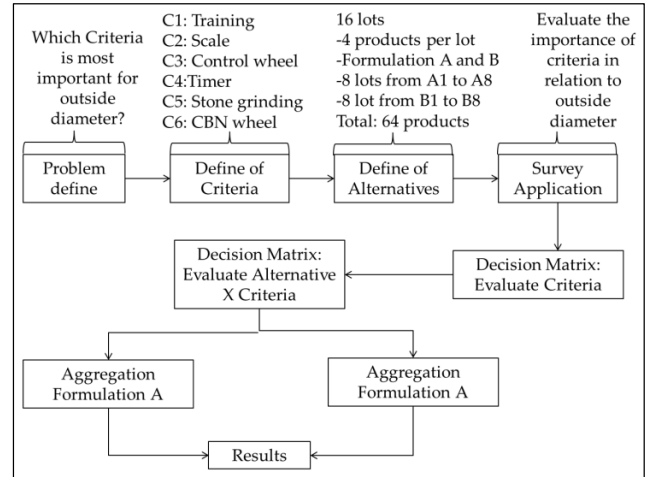 Which Criteria
is most
important for
outside
diameter?
C1: Training
C2: Scale
C3: Control wheel
C4:Timer
C5: Stone grinding
C6: CBN wheel
16 lots
-4 products per lot
-Formulation A and B
-8 lots from A1 to A8
-8 lot from B1 to B8
Total: 64 products
Evaluate the
importance of
criteria in
relation to
outside
diameter
Problem
define
Define of
Criteria
Define of
Alternatives
Survey
Application
Decision Matrix:
Evaluate Alternative
X Criteria
Decision Matrix:
Evaluate Criteria
Aggregation
Formulation A
Aggregation
Formulation A
Results